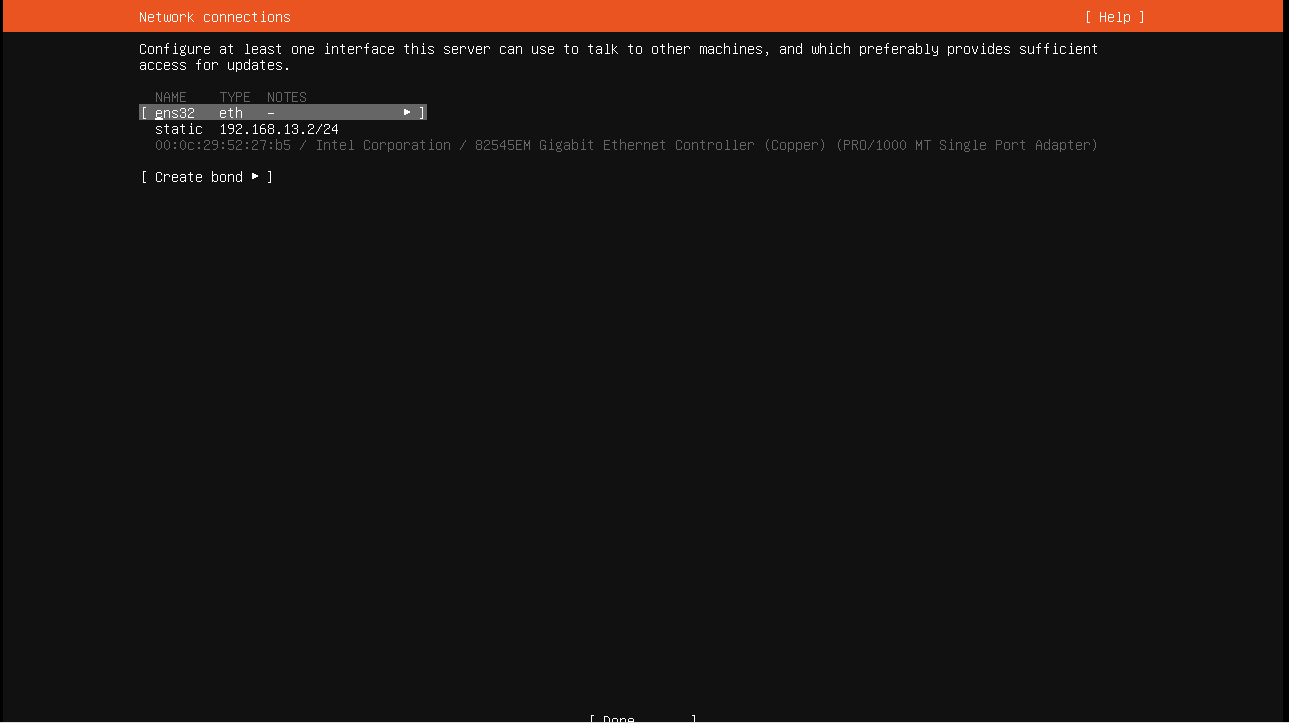 Network connections [ Help ]
Configure at least one interface this server can use to talk to other machines, and which preferably provides sufficient
access for updates.
NAME TYPE NOTES
[ ens32 eth – ▸ ]
static 192.168.13.2/24
00:0c:29:52:27:b5 / Intel Corporation / 82545EM Gigabit Ethernet Controller (Copper) (PRO/1000 MT Single Port Adapter)
[ Create bond ▸ ]
[ Done ]